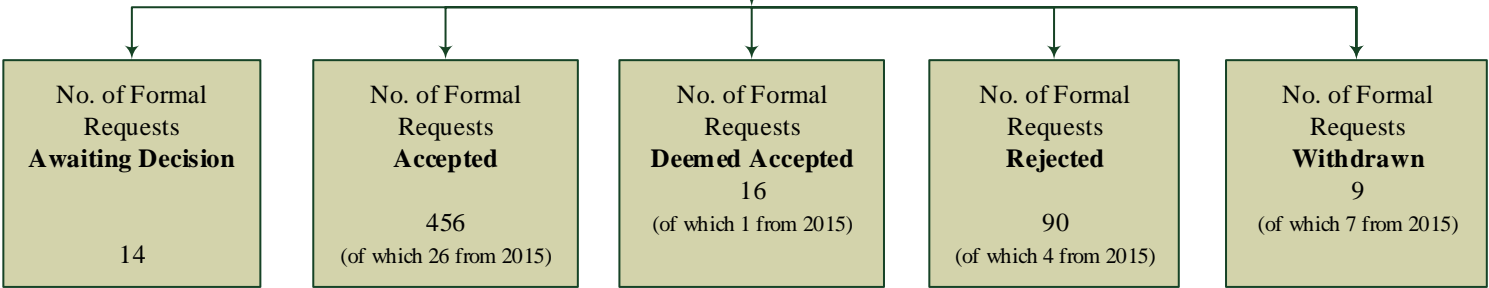 No. of Formal
Requests
Awaiting Decision
14
No. of Formal
Requests
Accepted
456
(of which 26 from 2015)
No. of Formal
Requests
Deemed Accepted
16
(of which 1 from 2015)
No. of Formal
Requests
Rejected
90
(of which 4 from 2015)
No. of Formal
Requests
Withdrawn
9
(of which 7 from 2015)